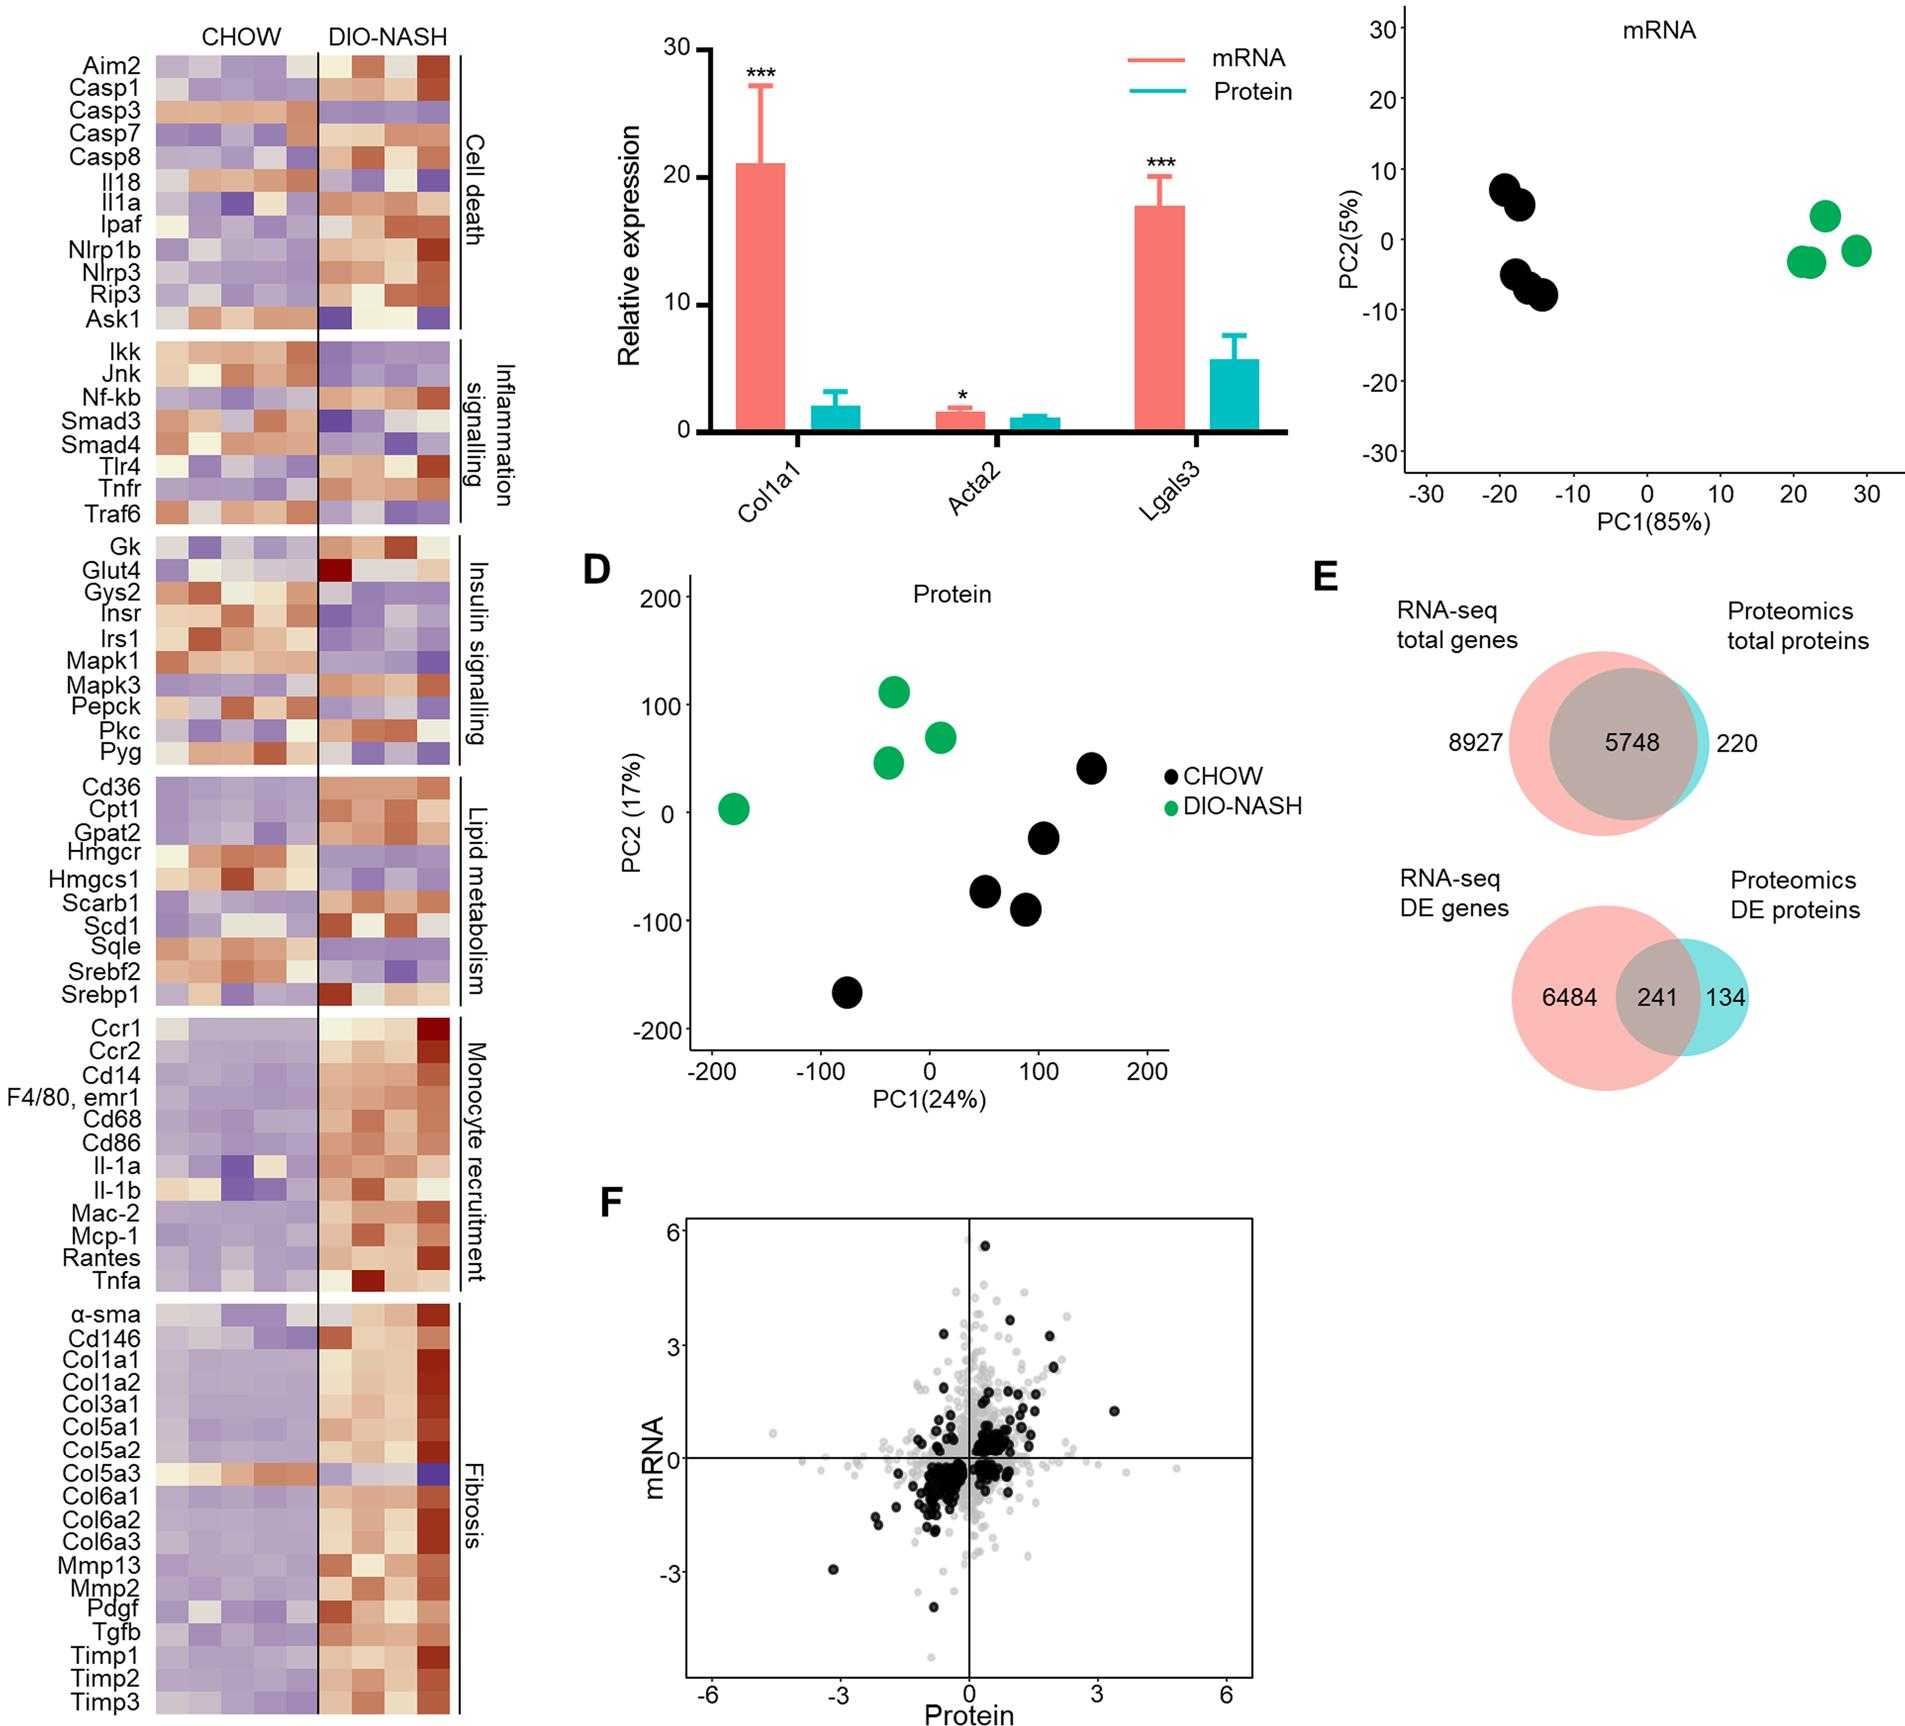 CHOW DIO-NASH
Aim2
Casp1
Casp3
Casp7
Casp8
Il18
Il1a
Ipaf
Nlrp1b
Nlrp3
Rip3
Ask1
Cell death
Ikk
Jnk
Nf-kb
Smad3
Smad4
Tlr4
Tnfr
Traf6
Inflammation
signalling
Gk
Glut4
Gys2
Insr
Irs1
Mapk1
Mapk3
Pepck
Pkc
Pyg
Insulin signalling
Cd36
Cpt1
Gpat2
Hmgcr
Hmgcs1
Scarb1
Scd1
Sqle
Srebf2
Srebp1
Lipid metabolism
Ccr1
Ccr2
Cd14
F4/80, emr1
Cd68
Cd86
Il-1a
Il-1b
Mac-2
Mcp-1
Rantes
Tnfa
Monocyte recruitment
α-sma
Cd146
Col1a1
Col1a2
Col3a1
Col5a1
Col5a2
Col5a3
Col6a1
Col6a2
Col6a3
Mmp13
Mmp2
Pdgf
Tgfb
Timp1
Timp2
Timp3
Fibrosis
Relative expression
30
20
10
0
***
*
***
mRNA
Protein
Col1a1
Acta2
Lgals3
mRNA
PC2(5%)
30
20
10
0
-10
-20
-30
-30 -20 -10 0 10 20 30
PC1(85%)
D
Protein
PC2 (17%)
200
100
0
-100
-200
-200 -100 0 100 200
PC1(24%)
CHOW
DIO-NASH
E
RNA-seq
total genes
Proteomics
total proteins
8927 5748 220
RNA-seq
DE genes
Proteomics
DE proteins
6484 241 134
F
mRNA
6
3
0
-3
-6 -3 0 3 6
Protein